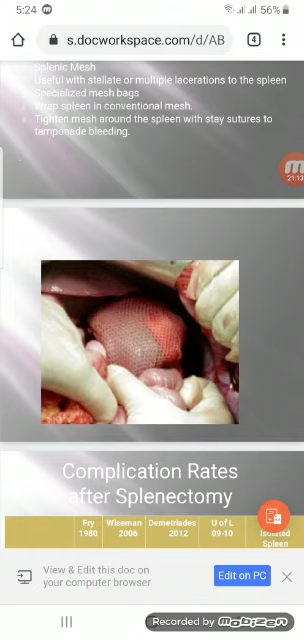 5:24
56%
s.docworkspace.com/d/AB
4
Splenic Mesh
Useful with stellate or multiple lacerations to the spleen
Specialized mesh bags
Wrap spleen in conventional mesh.
Tighten mesh around the spleen with stay sutures to
tamponade bleeding.
21:13
Complication Rates
after Splenectomy
Fry Wiseman Demetriades U of L
1980 2006 2012 09-10 Isolated
Spleen
View & Edit this doc on
your computer browser
Edit on PC
Recorded by mobizen